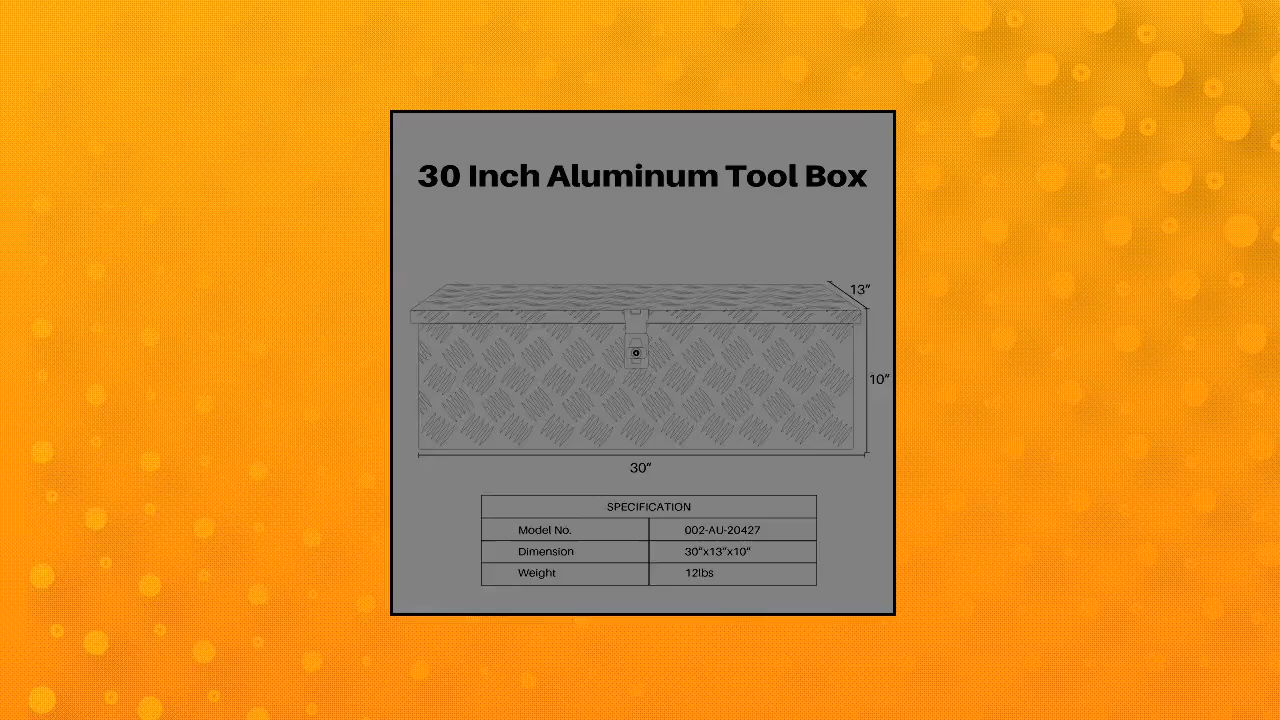 30 Inch Aluminum Tool Box
13"
10"
30"
SPECIFICATION
Model No. 002-AU-20427
Dimension 30"x13"x10"
Weight 12lbs